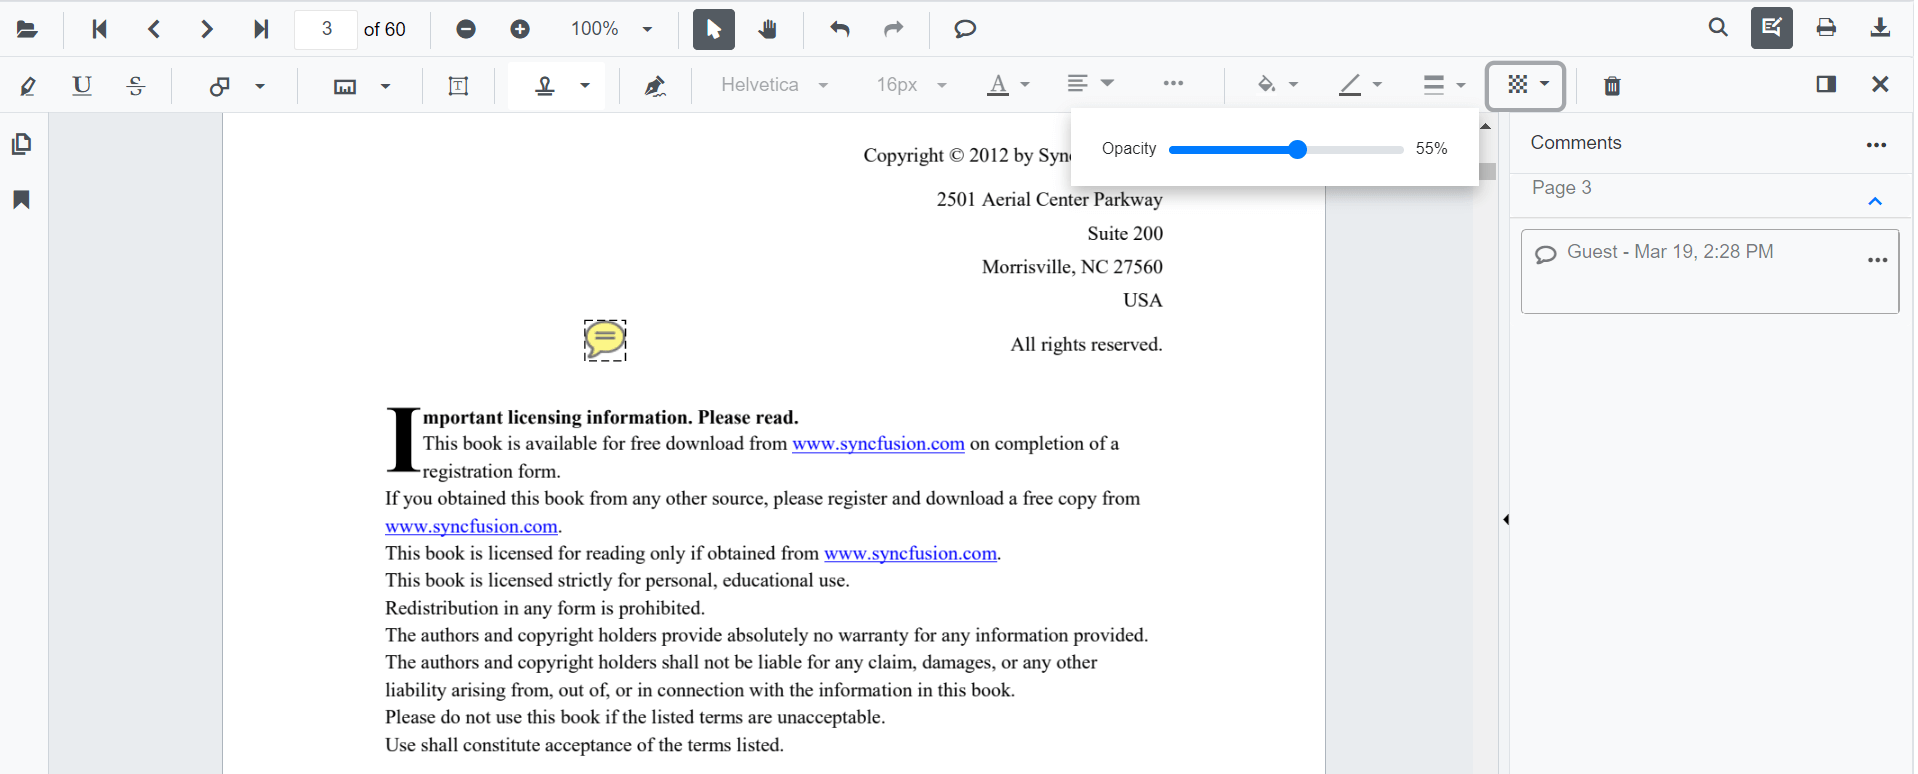 3 of 60
100%
U
S
T
Helvetica
16px
A
Opacity 55%
Comments
Page 3
Guest - Mar 19, 2:28 PM
Copyright © 2012 by Sync
2501 Aerial Center Parkway
Suite 200
Morrisville, NC 27560
USA
All rights reserved.
Important licensing information. Please read.
This book is available for free download from www.syncfusion.com on completion of a
registration form.
If you obtained this book from any other source, please register and download a free copy from
www.syncfusion.com.
This book is licensed for reading only if obtained from www.syncfusion.com.
This book is licensed strictly for personal, educational use.
Redistribution in any form is prohibited.
The authors and copyright holders provide absolutely no warranty for any information provided.
The authors and copyright holders shall not be liable for any claim, damages, or any other
liability arising from, out of, or in connection with the information in this book.
Please do not use this book if the listed terms are unacceptable.
Use shall constitute acceptance of the terms listed.